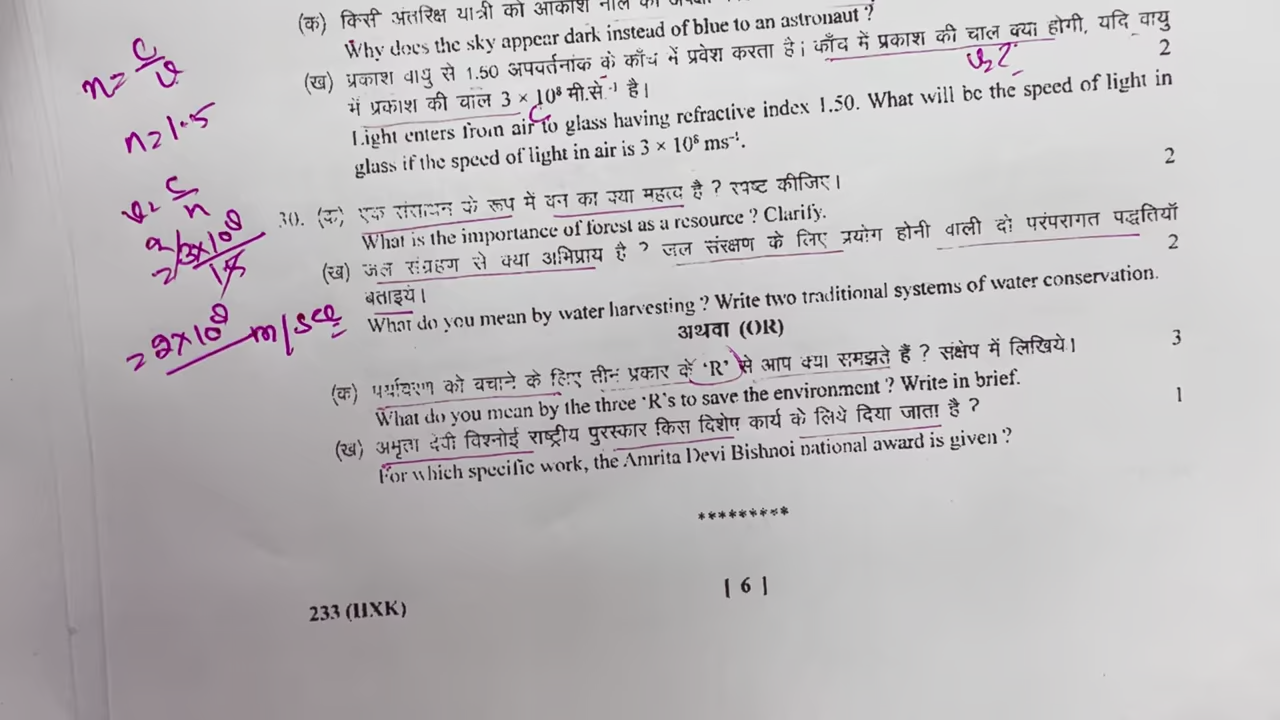 (क) किसी अंतरिक्ष यात्री को आकाश
Why does the sky appear dark instead of blue to an astronaut ?
(ख) प्रकाश वायु से 1.50 अपवर्तनांक के काँच में प्रवेश करता है। काँच में प्रकाश की चाल क्या होगी, यदि वायु
2
में प्रकाश की चाल 3 × 10⁸ मी.से⁻¹ है।
Light enters from air to glass having refractive index 1.50. What will be the speed of light in
glass if the speed of light in air is 3 × 10⁸ ms⁻¹.
2
30. (क) एक संसाधन के रूप में वन का क्या महत्व है ? स्पष्ट कीजिए।
What is the importance of forest as a resource ? Clarify.
(ख) जल संग्रहण से क्या अभिप्राय है ? जल संरक्षण के लिए प्रयोग होनी वाली दो परंपरागत पद्धतियाँ
2
बताइये।
What do you mean by water harvesting ? Write two traditional systems of water conservation.
अथवा (OR)
(क) पर्यावरण को बचाने के लिए तीन प्रकार के 'R' से आप क्या समझते हैं ? संक्षेप में लिखिये।
3
What do you mean by the three 'R's to save the environment ? Write in brief.
(ख) अमृता देवी विश्नोई राष्ट्रीय पुरस्कार किस विशेष कार्य के लिये दिया जाता है ?
1
For which specific work, the Amrita Devi Bishnoi national award is given ?
*********
[ 6 ]
233 (HXK)
n = c/v
n = 1.5
v = c/n
= 2 × 10⁸ m/sec